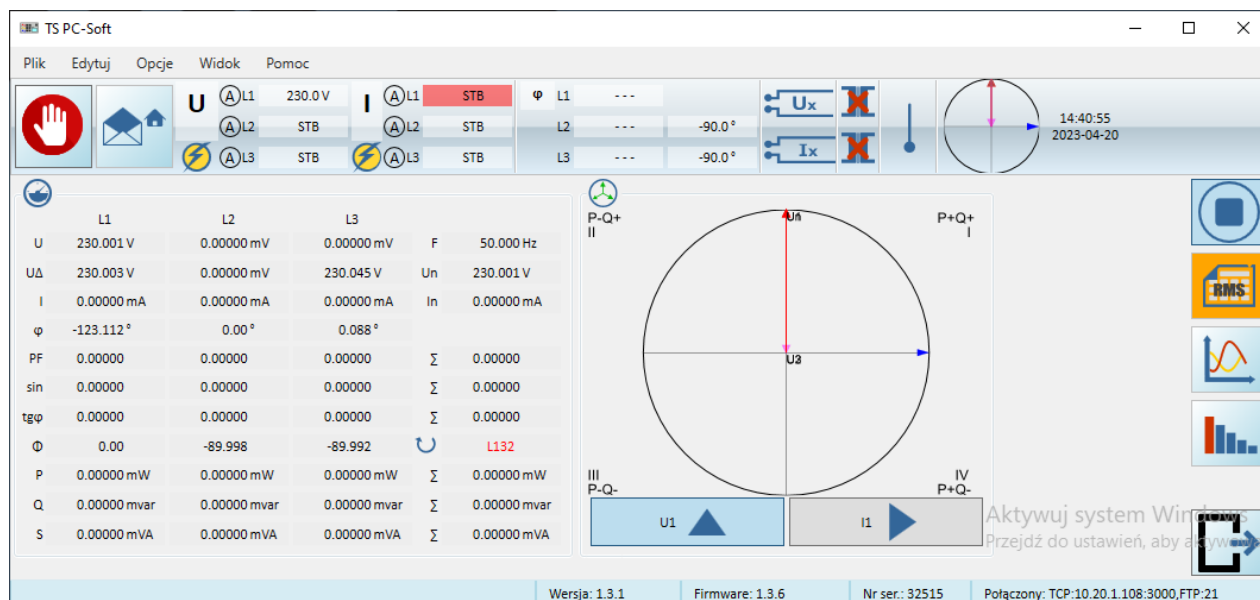 TS PC-Soft
Plik Edytuj Opcje Widok Pomoc
U A L1 230.0 V I A L1 STB φ L1 ---
A L2 STB A L2 STB L2 --- -90.0°
A L3 STB A L3 STB L3 --- -90.0°
Ux
Ix
14:40:55
2023-04-20
L1 L2 L3
U 230.001 V 0.00000 mV 0.00000 mV F 50.000 Hz
UΔ 230.003 V 0.00000 mV 230.045 V Un 230.001 V
I 0.00000 mA 0.00000 mA 0.00000 mA In 0.00000 mA
φ -123.112° 0.00° 0.088°
PF 0.00000 0.00000 0.00000 Σ 0.00000
sin 0.00000 0.00000 0.00000 Σ 0.00000
tgφ 0.00000 0.00000 0.00000 Σ 0.00000
Φ 0.00 -89.998 -89.992 L132
P 0.00000 mW 0.00000 mW 0.00000 mW Σ 0.00000 mW
Q 0.00000 mvar 0.00000 mvar 0.00000 mvar Σ 0.00000 mvar
S 0.00000 mVA 0.00000 mVA 0.00000 mVA Σ 0.00000 mVA
P-Q+ P+Q+
II I
III IV
P-Q- P+Q-
U1 I1
RMS
Aktywuj system Windows
Przejdź do ustawień, aby aktywować
Wersja: 1.3.1 Firmware: 1.3.6 Nr ser.: 32515 Połączony: TCP:10.20.1.108:3000,FTP:21